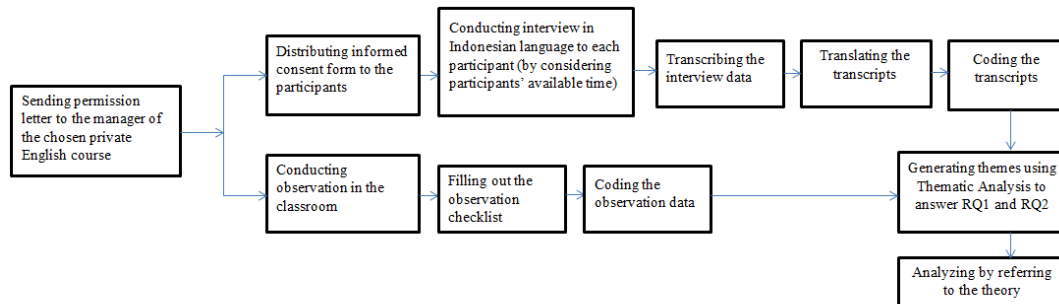 Sending permission
letter to the manager of
the chosen private
English course
Distributing informed
consent form to the
participants
Conducting interview in
Indonesian language to each
participant (by considering
participants' available time)
Transcribing the
interview data
Translating the
transcripts
Coding the
transcripts
Conducting
observation in the
classroom
Filling out the
observation
checklist
Coding the
observation data
Generating themes using
Thematic Analysis to
answer RQ1 and RQ2
Analyzing by referring
to the theory